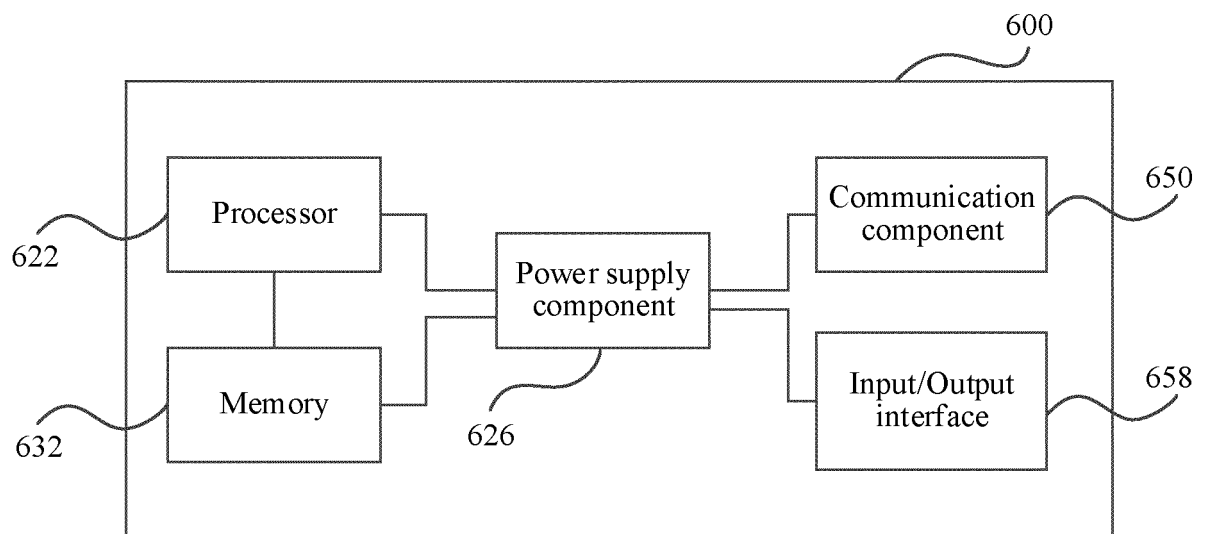 600
Processor
622
Memory
632
Power supply
component
626
Communication
component
650
Input/Output
interface
658